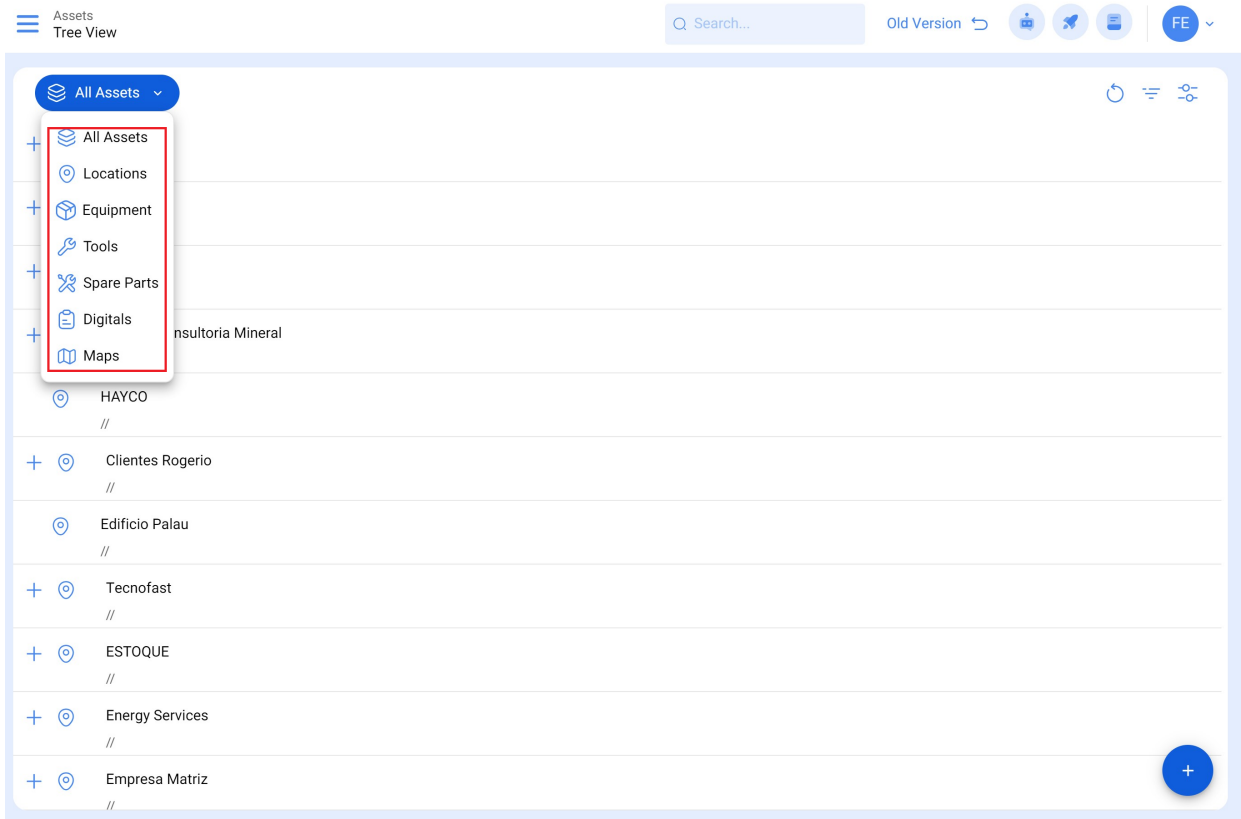 Assets
Tree View
Search...
Old Version
FE
All Assets
All Assets
Locations
Equipment
Tools
Spare Parts
Digitals
Maps
nsultoria Mineral
HAYCO
//
Clientes Rogerio
//
Edificio Palau
//
Tecnofast
//
ESTOQUE
//
Energy Services
//
Empresa Matriz
//